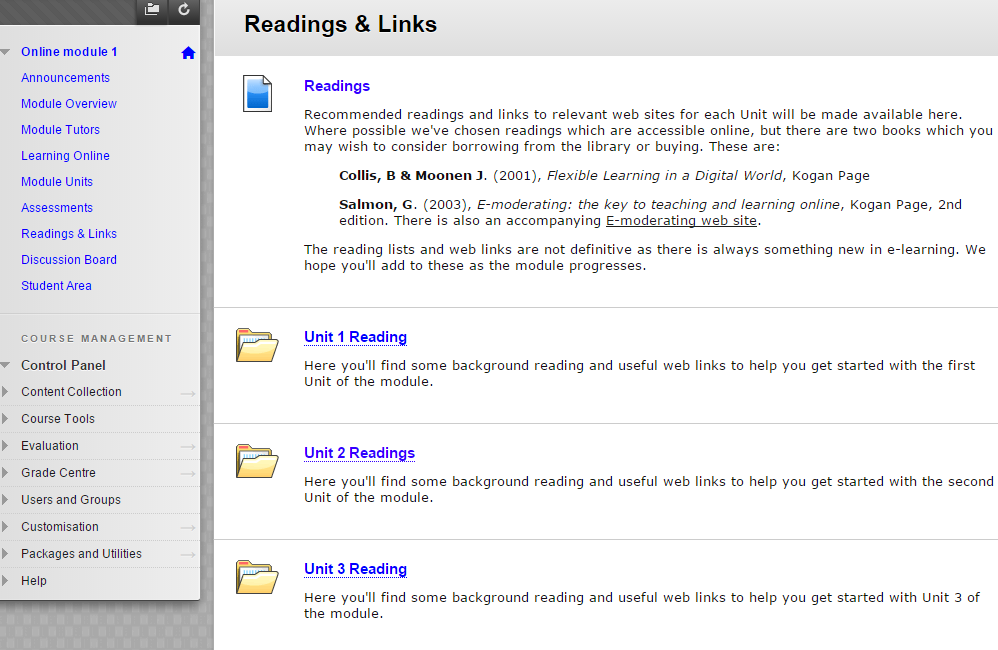 Readings & Links
Online module 1
Announcements
Module Overview
Module Tutors
Learning Online
Module Units
Assessments
Readings & Links
Discussion Board
Student Area
COURSE MANAGEMENT
Control Panel
Content Collection
Course Tools
Evaluation
Grade Centre
Users and Groups
Customisation
Packages and Utilities
Help
Readings
Recommended readings and links to relevant web sites for each Unit will be made available here.
Where possible we've chosen readings which are accessible online, but there are two books which you
may wish to consider borrowing from the library or buying. These are:
Collis, B & Moonen J. (2001), Flexible Learning in a Digital World, Kogan Page
Salmon, G. (2003), E-moderating: the key to teaching and learning online, Kogan Page, 2nd
edition. There is also an accompanying E-moderating web site.
The reading lists and web links are not definitive as there is always something new in e-learning. We
hope you'll add to these as the module progresses.
Unit 1 Reading
Here you'll find some background reading and useful web links to help you get started with the first
Unit of the module.
Unit 2 Readings
Here you'll find some background reading and useful web links to help you get started with the second
Unit of the module.
Unit 3 Reading
Here you'll find some background reading and useful web links to help you get started with Unit 3 of
the module.